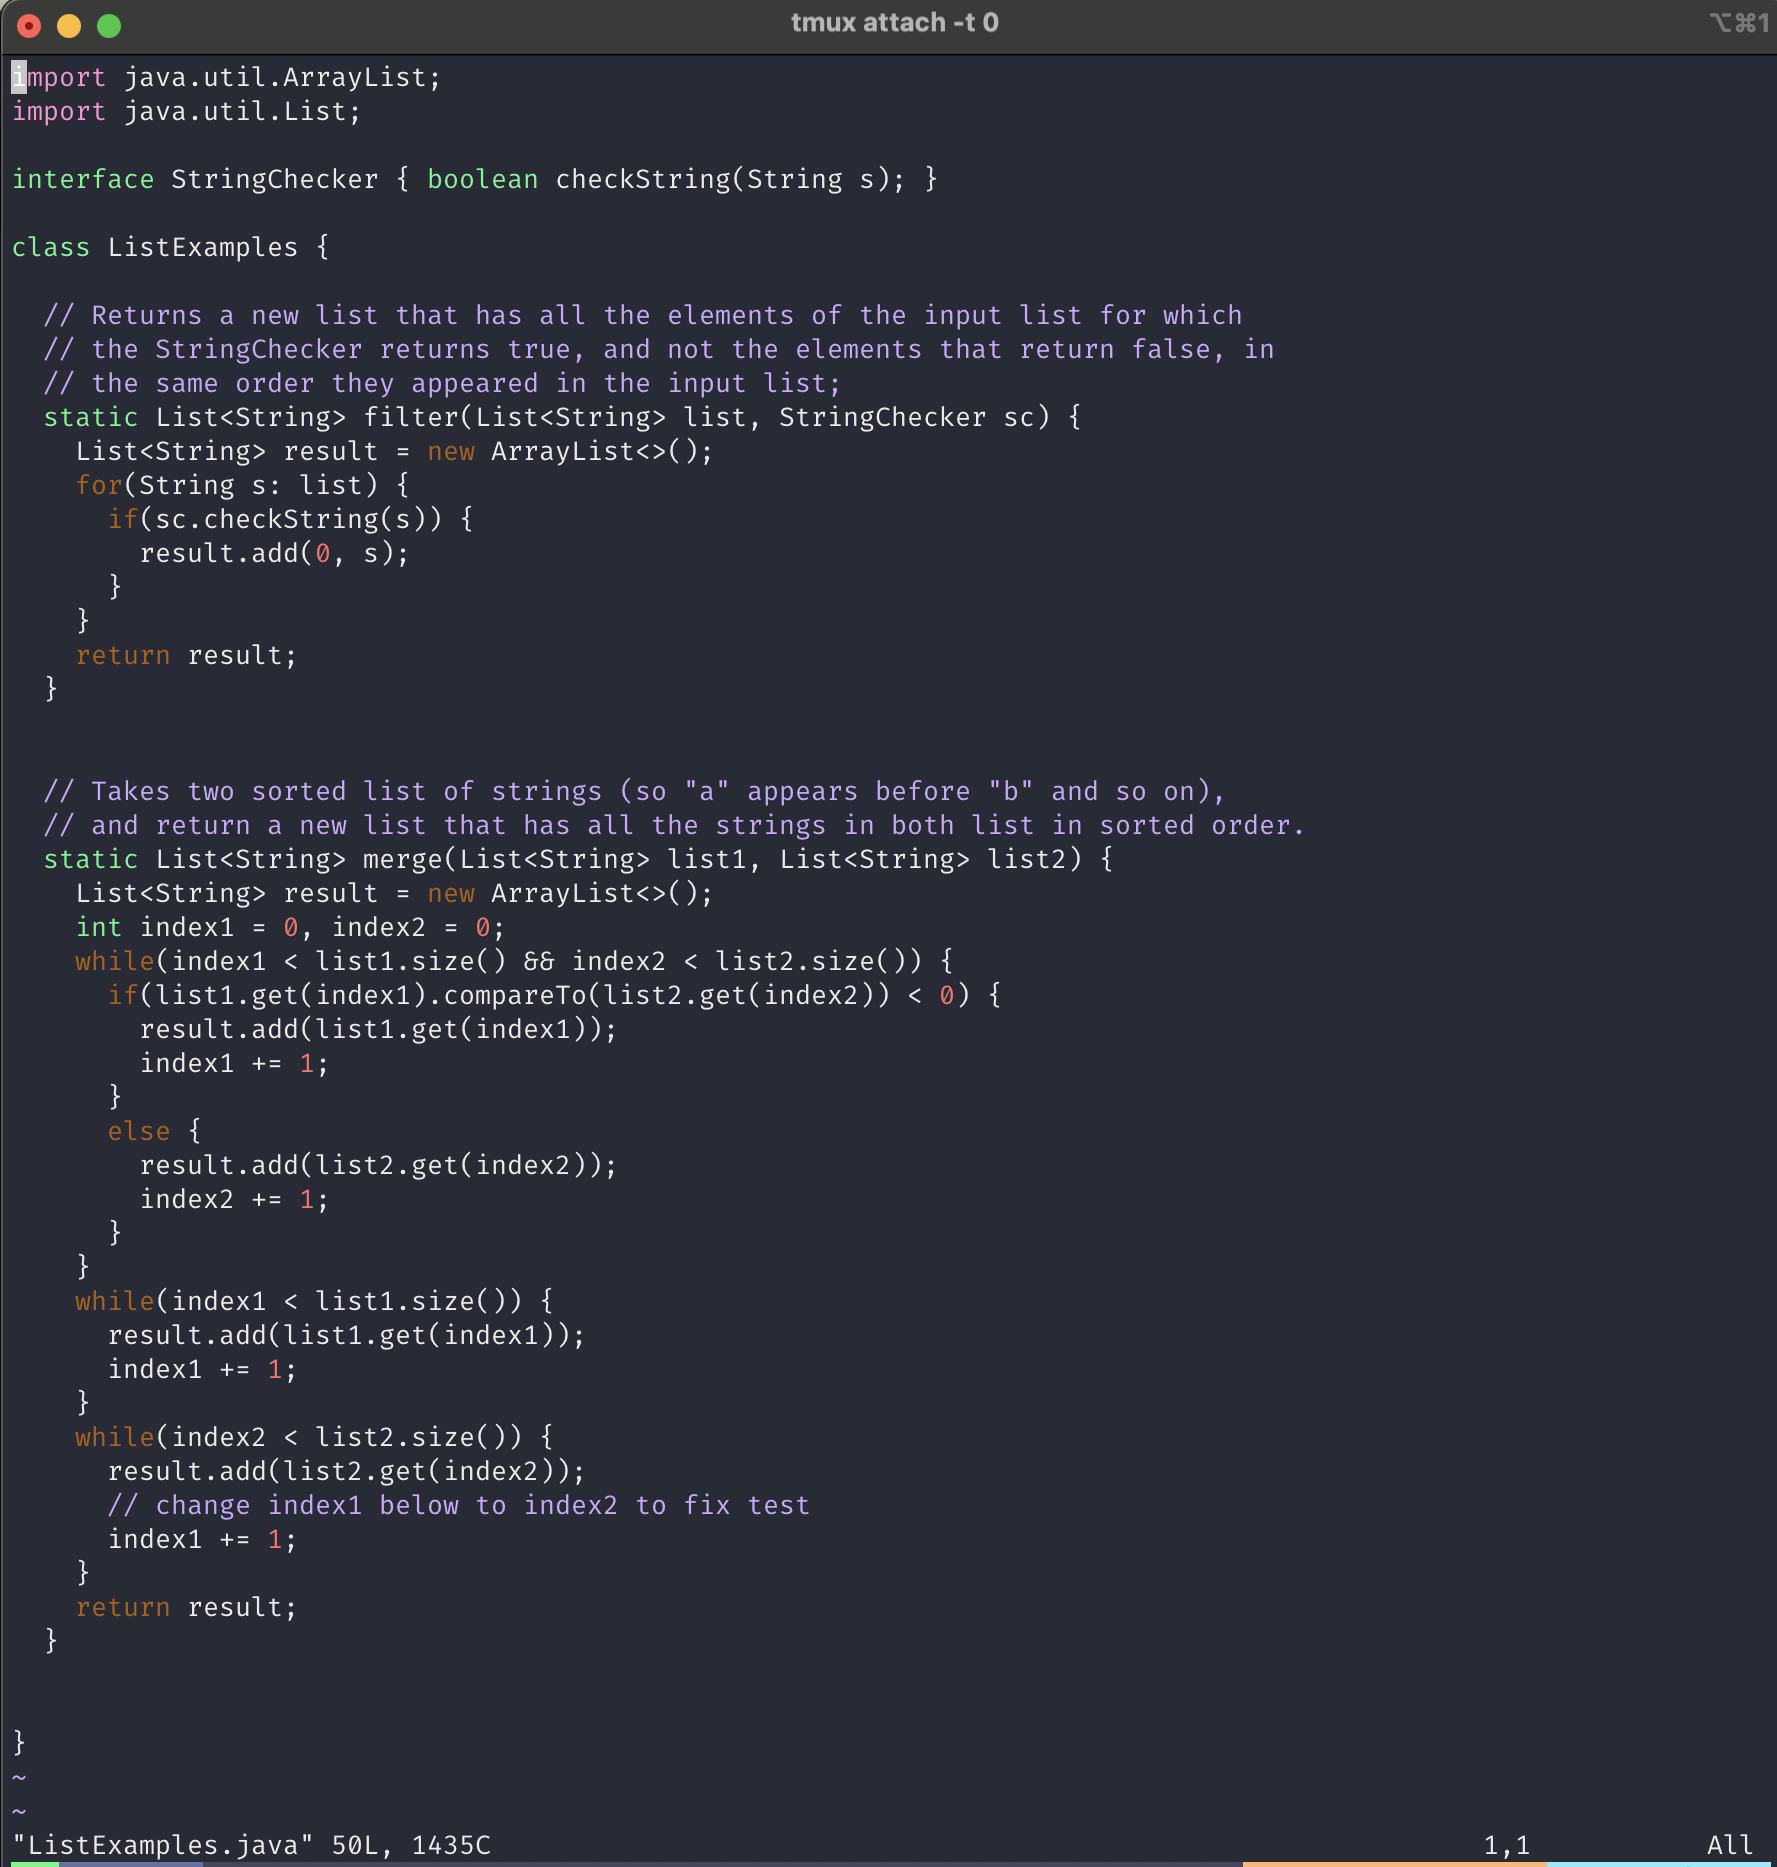 tmux attach -t 0
⌥⌘1
import java.util.ArrayList;
import java.util.List;

interface StringChecker { boolean checkString(String s); }

class ListExamples {

  // Returns a new list that has all the elements of the input list for which
  // the StringChecker returns true, and not the elements that return false, in
  // the same order they appeared in the input list;
  static List<String> filter(List<String> list, StringChecker sc) {
    List<String> result = new ArrayList<>();
    for(String s: list) {
      if(sc.checkString(s)) {
        result.add(0, s);
      }
    }
    return result;
  }


  // Takes two sorted list of strings (so "a" appears before "b" and so on),
  // and return a new list that has all the strings in both list in sorted order.
  static List<String> merge(List<String> list1, List<String> list2) {
    List<String> result = new ArrayList<>();
    int index1 = 0, index2 = 0;
    while(index1 < list1.size() && index2 < list2.size()) {
      if(list1.get(index1).compareTo(list2.get(index2)) < 0) {
        result.add(list1.get(index1));
        index1 += 1;
      }
      else {
        result.add(list2.get(index2));
        index2 += 1;
      }
    }
    while(index1 < list1.size()) {
      result.add(list1.get(index1));
      index1 += 1;
    }
    while(index2 < list2.size()) {
      result.add(list2.get(index2));
      // change index1 below to index2 to fix test
      index1 += 1;
    }
    return result;
  }


}
~
~
"ListExamples.java" 50L, 1435C 1,1 All